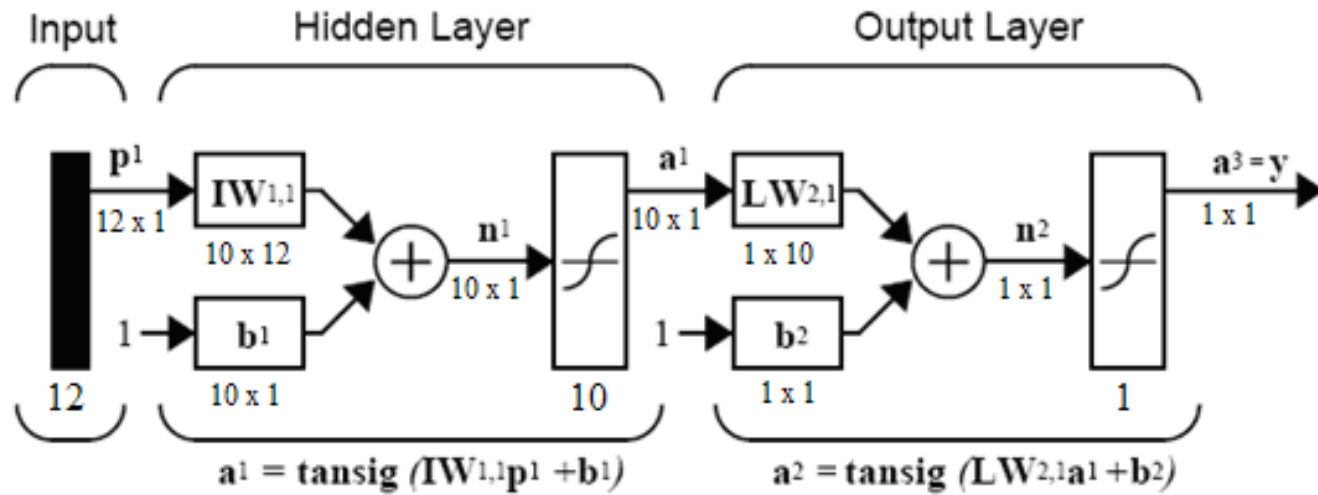 Input Hidden Layer Output Layer
p1 a1 a3 = y
IW1,1 LW2,1
12 x 1 n1 10 x 1 n2 1 x 1
10 x 12 1 x 10
10 x 1 1 x 1
1 b1 1 b2
12 10 x 1 10 1 x 1 1
a1 = tansig (IW1,1p1 +b1) a2 = tansig (LW2,1a1 +b2)